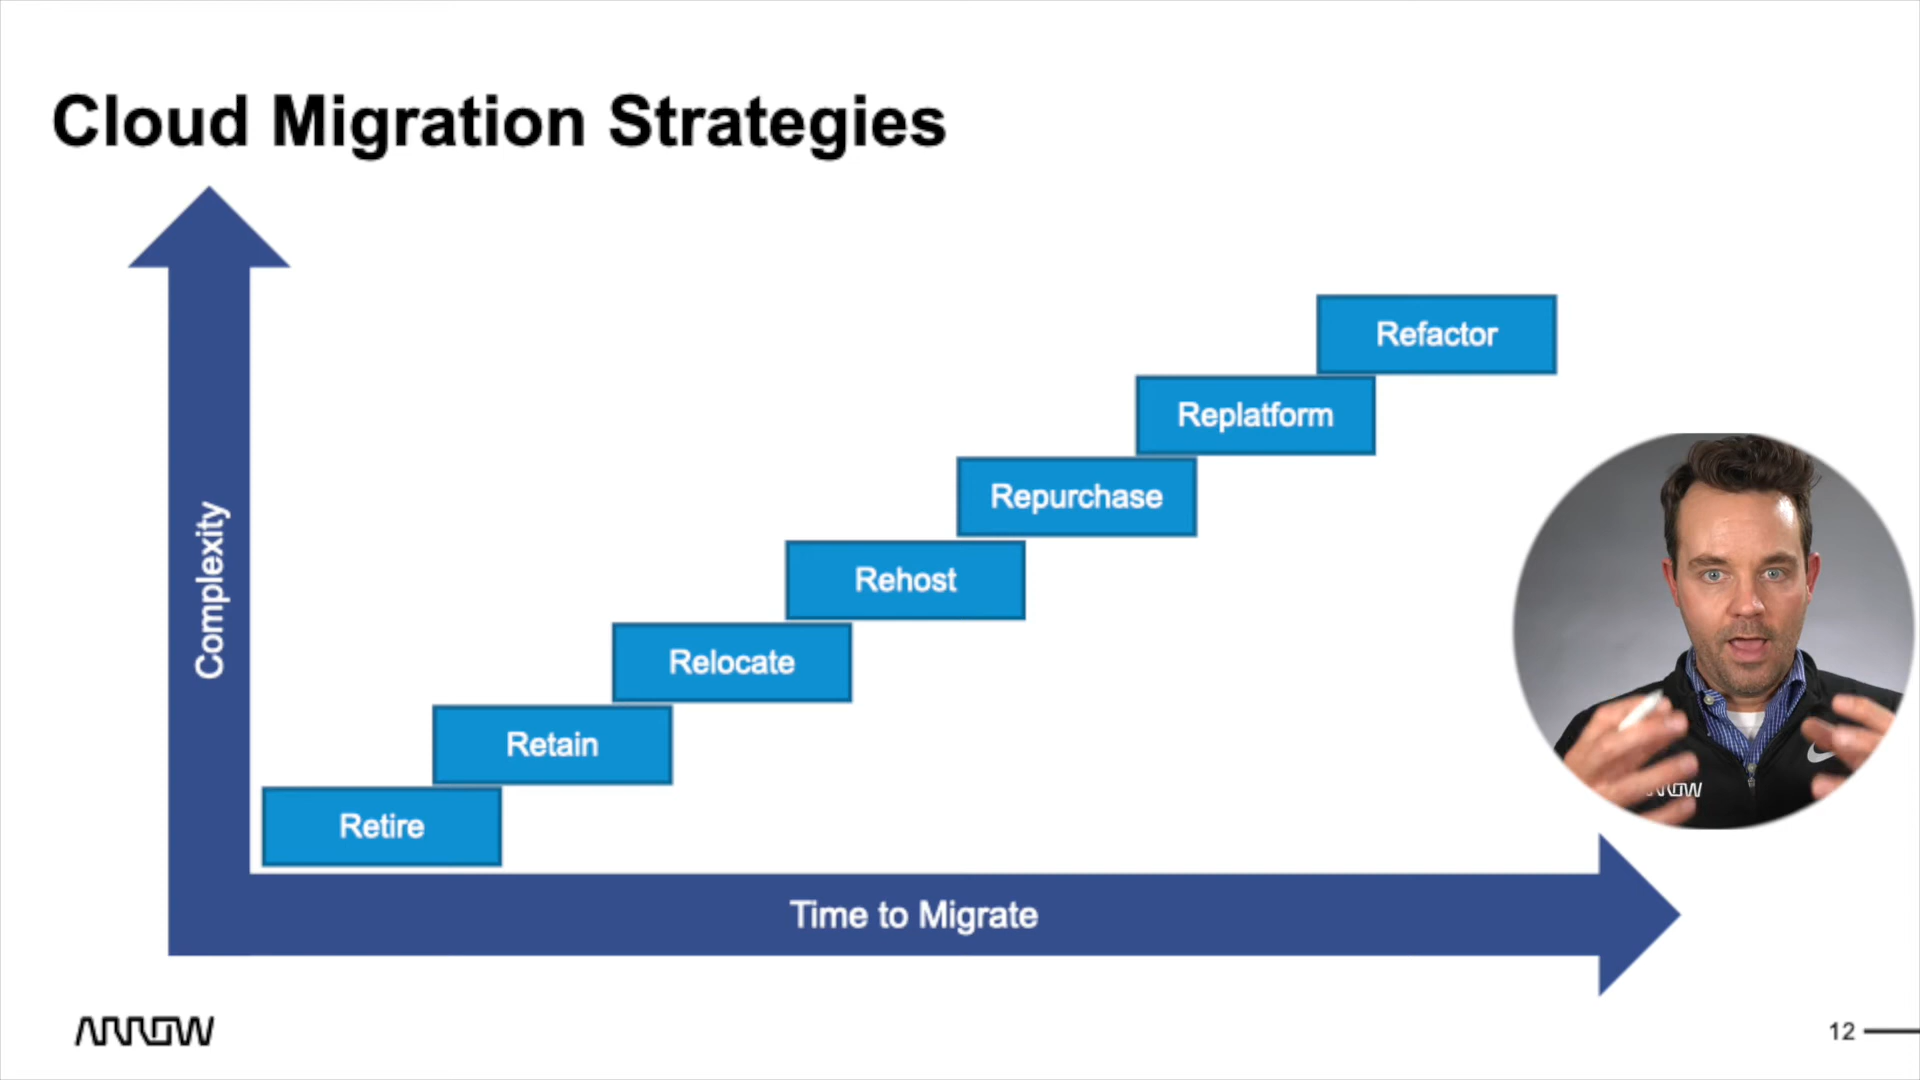 Cloud Migration Strategies
Complexity
Refactor
Replatform
Repurchase
Rehost
Relocate
Retain
Retire
Time to Migrate
ARROW
12